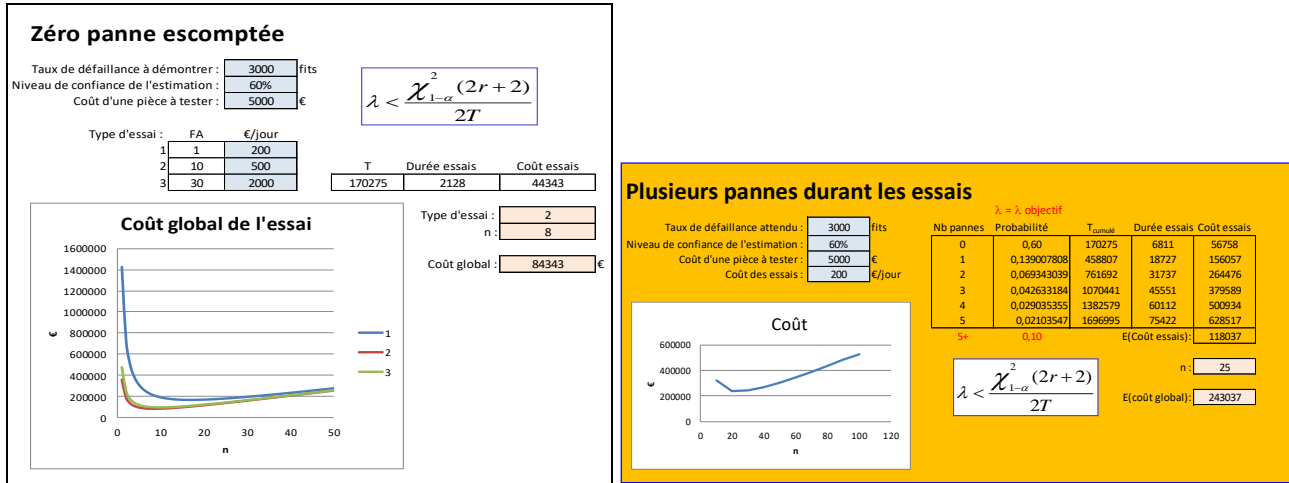 Zéro panne escomptée
Taux de défaillance à démontrer : 3000 fits
Niveau de confiance de l'estimation : 60%
Coût d'une pièce à tester : 5000 €
λ < χ²₁₋α (2r + 2) / 2T
Type d'essai : FA €/jour
1 1 200
2 10 500
3 30 2000
T Durée essais Coût essais
170275 2128 44343
Type d'essai : 2
n : 8
Coût global : 84343 €
Coût global de l'essai
1600000
1400000
1200000
1000000
800000
600000
400000
200000
0
€
0 10 20 30 40 50
n
1
2
3
Plusieurs pannes durant les essais
Taux de défaillance attendu : 3000 fits
Niveau de confiance de l'estimation : 60%
Coût d'une pièce à tester : 5000 €
Coût des essais : 200 €/jour
λ = λ objectif
Nb pannes Probabilité Tcumulé Durée essais Coût essais
0 0,60 170275 6811 56758
1 0,139007808 458807 18727 156057
2 0,069343039 761692 31737 264476
3 0,042633184 1070441 45551 379589
4 0,029035355 1382579 60112 500934
5 0,02103547 1696995 75422 628517
5+ 0,10 E(Coût essais): 118037
n : 25
E(coût global): 243037
λ < χ²₁₋α (2r + 2) / 2T
Coût
600000
400000
200000
0
€
0 20 40 60 80 100 120
n